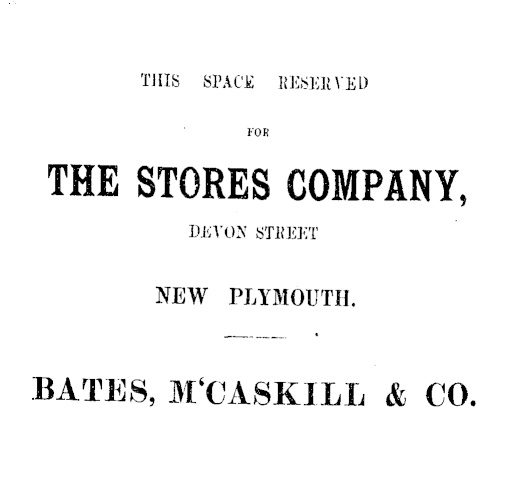 THIS SPACE RESERVED
FOR
THE STORES COMPANY,
DEVON STREET
NEW PLYMOUTH.
BATES, M‘CASKILL & CO.